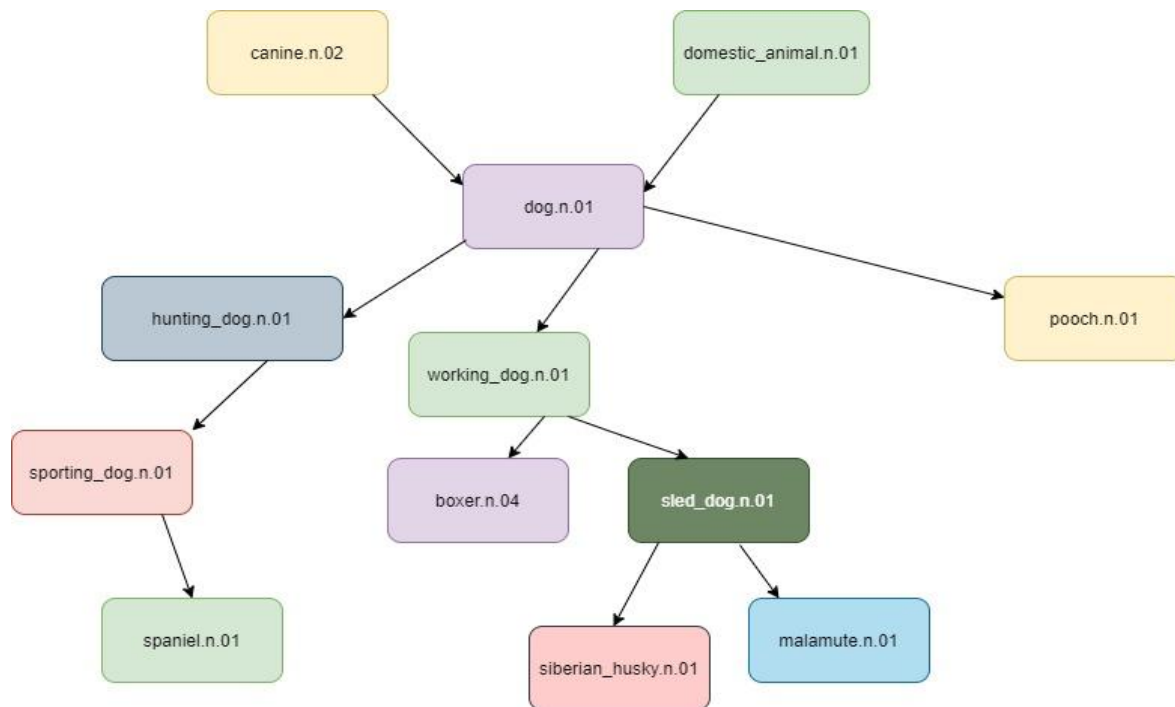 canine.n.02
domestic_animal.n.01
dog.n.01
hunting_dog.n.01
pooch.n.01
working_dog.n.01
sporting_dog.n.01
boxer.n.04
sled_dog.n.01
spaniel.n.01
siberian_husky.n.01
malamute.n.01